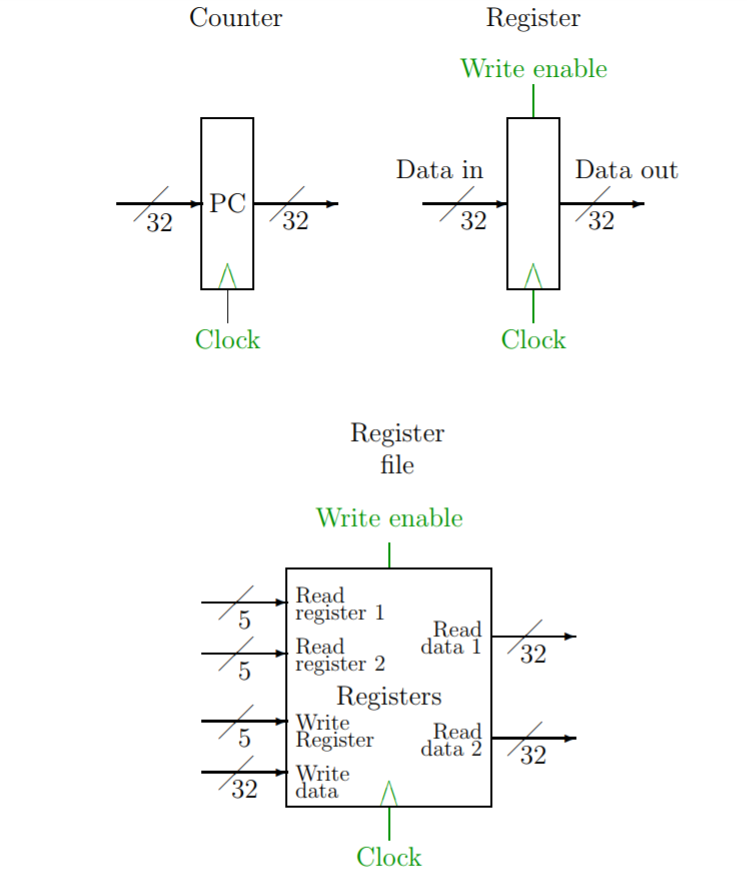 Counter
Register
Write enable
Data in
Data out
32
PC
32
32
32
Clock
Clock
Register
file
Write enable
Read
register 1
5
Read
data 1
32
Read
register 2
5
Registers
Write
Register
5
Read
data 2
32
Write
data
32
Clock